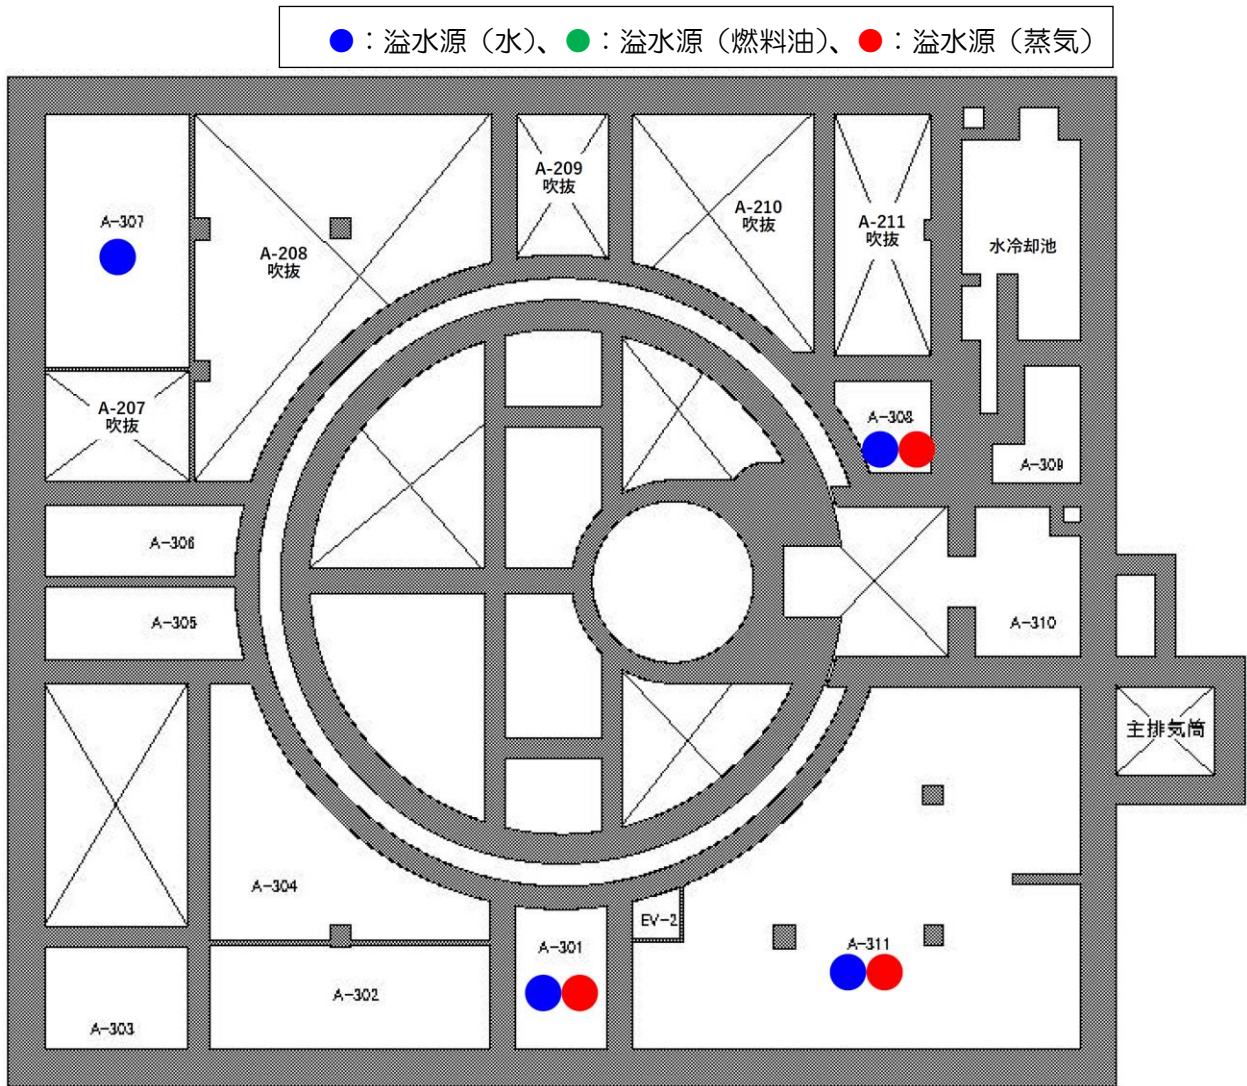 ●：溢水源（水）、●：溢水源（燃料油）、●：溢水源（蒸気）
A-209
吹抜
A-210
吹抜
A-211
吹抜
A-307
水冷却池
A-208
吹抜
A-207
吹抜
A-308
A-309
A-306
A-305
A-310
主排気筒
A-304
EV-2
A-301
A-311
A-302
A-303